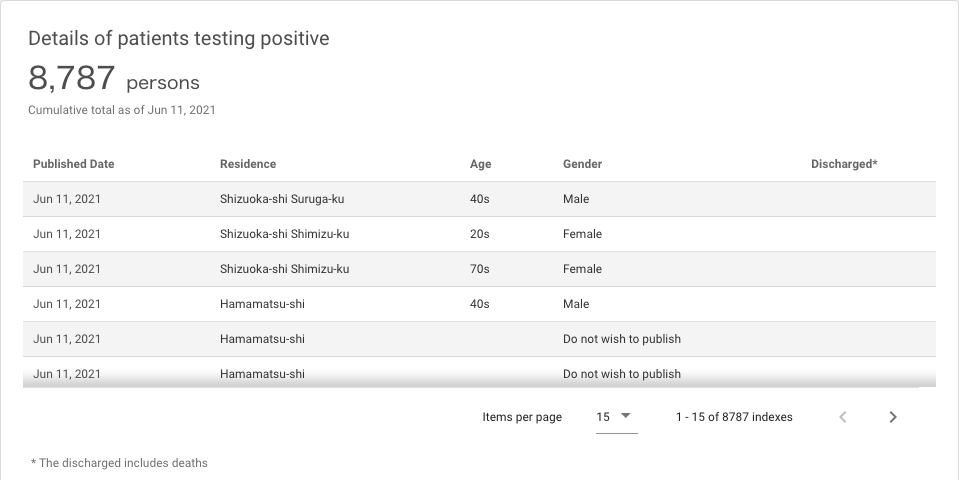 Details of patients testing positive
8,787 persons
Cumulative total as of Jun 11, 2021
Published Date Residence Age Gender Discharged*
Jun 11, 2021 Shizuoka-shi Suruga-ku 40s Male
Jun 11, 2021 Shizuoka-shi Shimizu-ku 20s Female
Jun 11, 2021 Shizuoka-shi Shimizu-ku 70s Female
Jun 11, 2021 Hamamatsu-shi 40s Male
Jun 11, 2021 Hamamatsu-shi Do not wish to publish
Jun 11, 2021 Hamamatsu-shi Do not wish to publish
Items per page 15 1 - 15 of 8787 indexes
* The discharged includes deaths